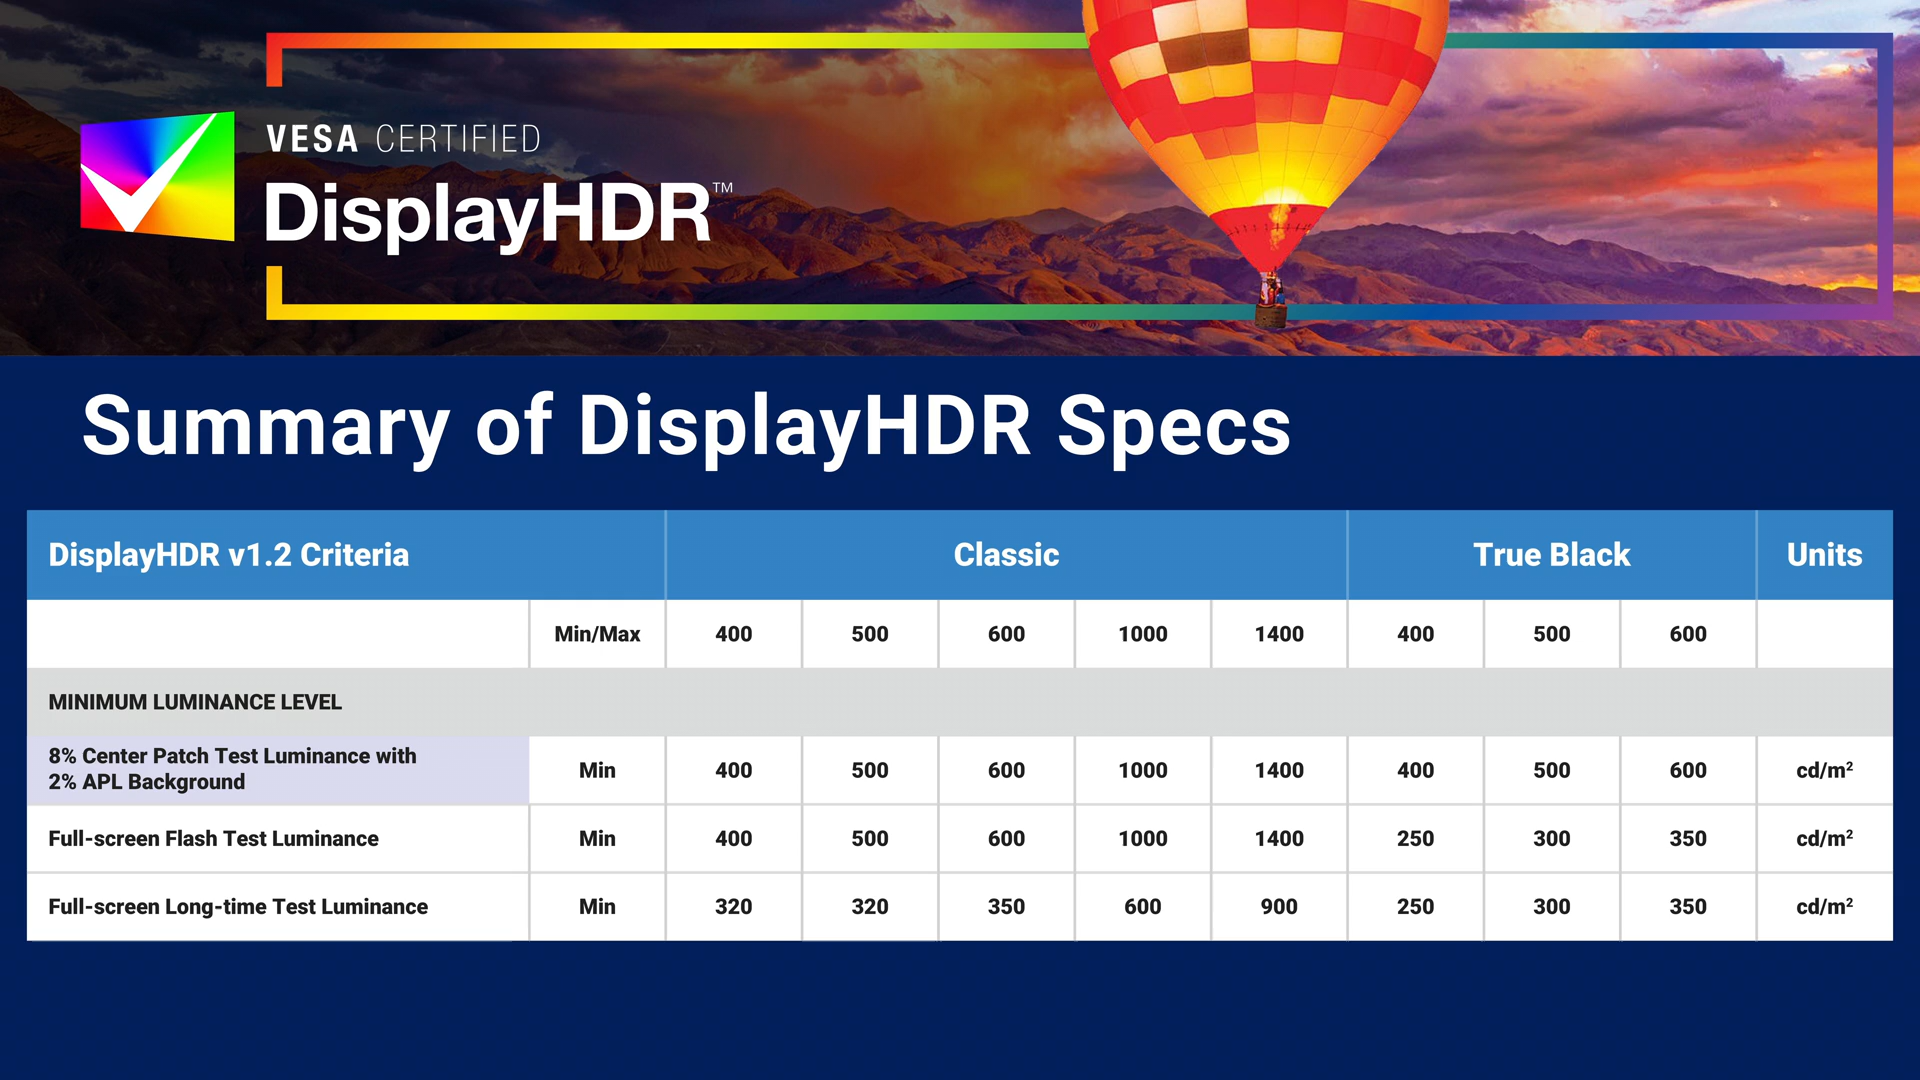 VESA CERTIFIED
DisplayHDR™
Summary of DisplayHDR Specs
DisplayHDR v1.2 Criteria Classic True Black Units
Min/Max 400 500 600 1000 1400 400 500 600
MINIMUM LUMINANCE LEVEL
8% Center Patch Test Luminance with
2% APL Background Min 400 500 600 1000 1400 400 500 600 cd/m²
Full-screen Flash Test Luminance Min 400 500 600 1000 1400 250 300 350 cd/m²
Full-screen Long-time Test Luminance Min 320 320 350 600 900 250 300 350 cd/m²